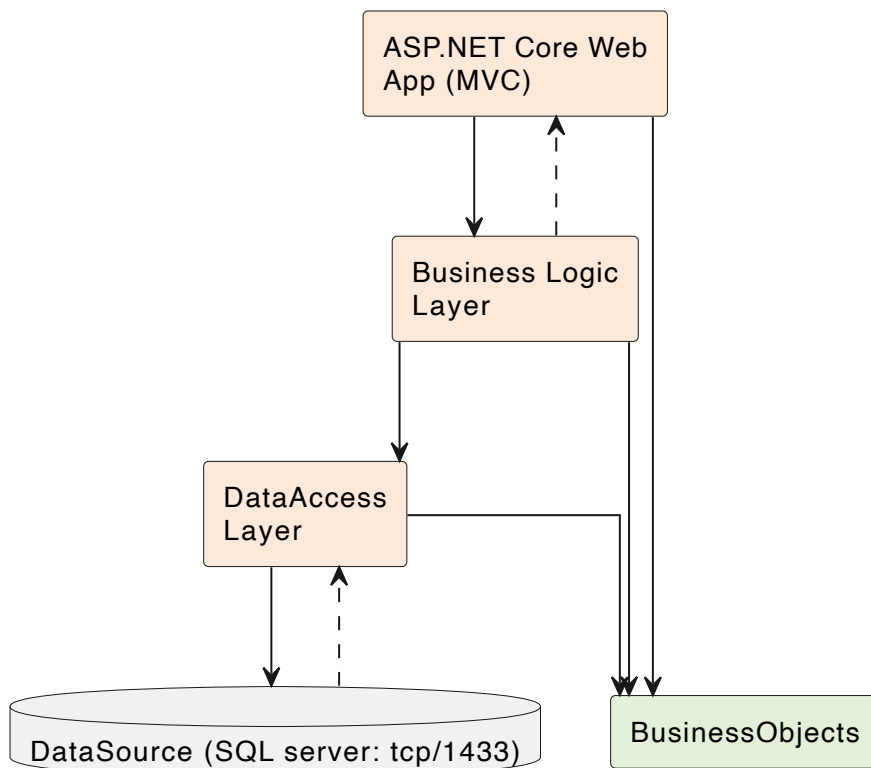 ASP.NET Core Web
App (MVC)
Business Logic
Layer
DataAccess
Layer
DataSource (SQL server: tcp/1433)
BusinessObjects